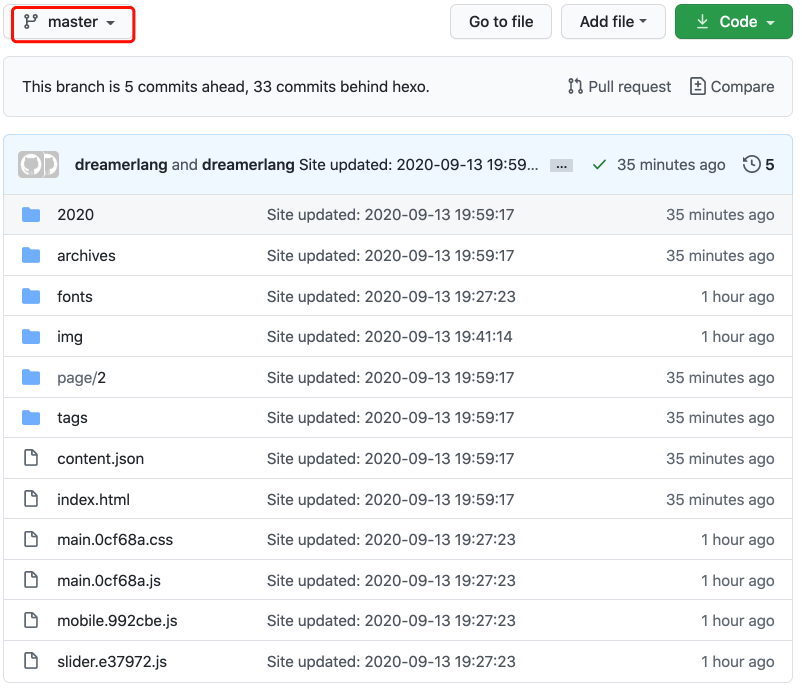 master Go to file Add file Code
This branch is 5 commits ahead, 33 commits behind hexo. Pull request Compare
dreamerlang and dreamerlang Site updated: 2020-09-13 19:59... ... 35 minutes ago 5
2020 Site updated: 2020-09-13 19:59:17 35 minutes ago
archives Site updated: 2020-09-13 19:59:17 35 minutes ago
fonts Site updated: 2020-09-13 19:27:23 1 hour ago
img Site updated: 2020-09-13 19:41:14 1 hour ago
page/2 Site updated: 2020-09-13 19:59:17 35 minutes ago
tags Site updated: 2020-09-13 19:59:17 35 minutes ago
content.json Site updated: 2020-09-13 19:59:17 35 minutes ago
index.html Site updated: 2020-09-13 19:59:17 35 minutes ago
main.0cf68a.css Site updated: 2020-09-13 19:27:23 1 hour ago
main.0cf68a.js Site updated: 2020-09-13 19:27:23 1 hour ago
mobile.992cbe.js Site updated: 2020-09-13 19:27:23 1 hour ago
slider.e37972.js Site updated: 2020-09-13 19:27:23 1 hour ago